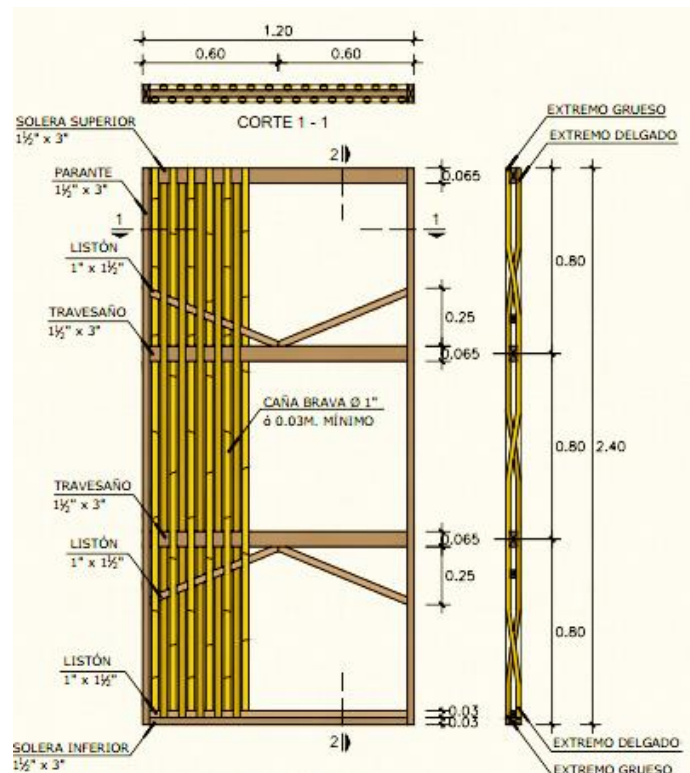 1.20
0.60 0.60
CORTE 1 - 1
EXTREMO GRUESO
SOLERA SUPERIOR
1½" x 3"
2
EXTREMO DELGADO
PARANTE
1½" x 3"
0.065
1 1
LISTÓN
1" x 1½"
0.80
TRAVESAÑO
1½" x 3"
0.25
0.065
CAÑA BRAVA Ø 1"
ó 0.03M. MÍNIMO
0.80 2.40
TRAVESAÑO
1½" x 3"
0.065
LISTÓN
1" x 1½"
0.25
0.80
LISTÓN
1" x 1½"
0.03
0.03
SOLERA INFERIOR
1½" x 3"
2
EXTREMO DELGADO
EXTREMO GRUESO